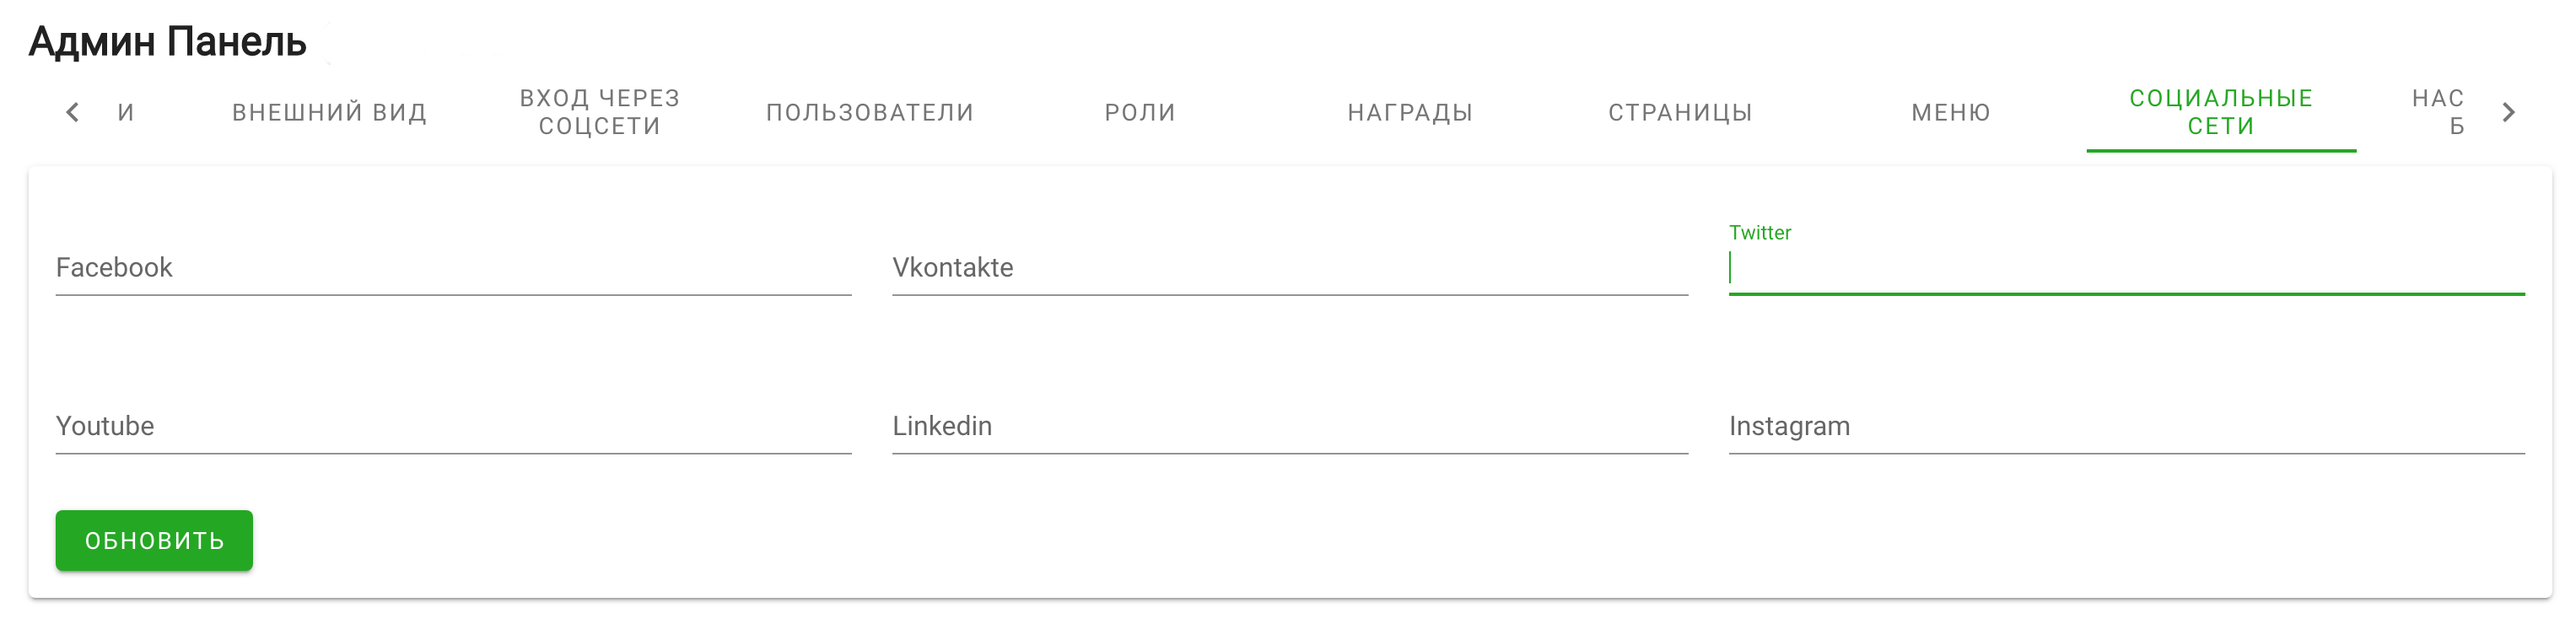 Админ Панель
И
ВНЕШНИЙ ВИД
ВХОД ЧЕРЕЗ
СОЦСЕТИ
ПОЛЬЗОВАТЕЛИ
РОЛИ
НАГРАДЫ
СТРАНИЦЫ
МЕНЮ
СОЦИАЛЬНЫЕ
СЕТИ
НАС
Б
Facebook
Vkontakte
Twitter
Youtube
Linkedin
Instagram
ОБНОВИТЬ